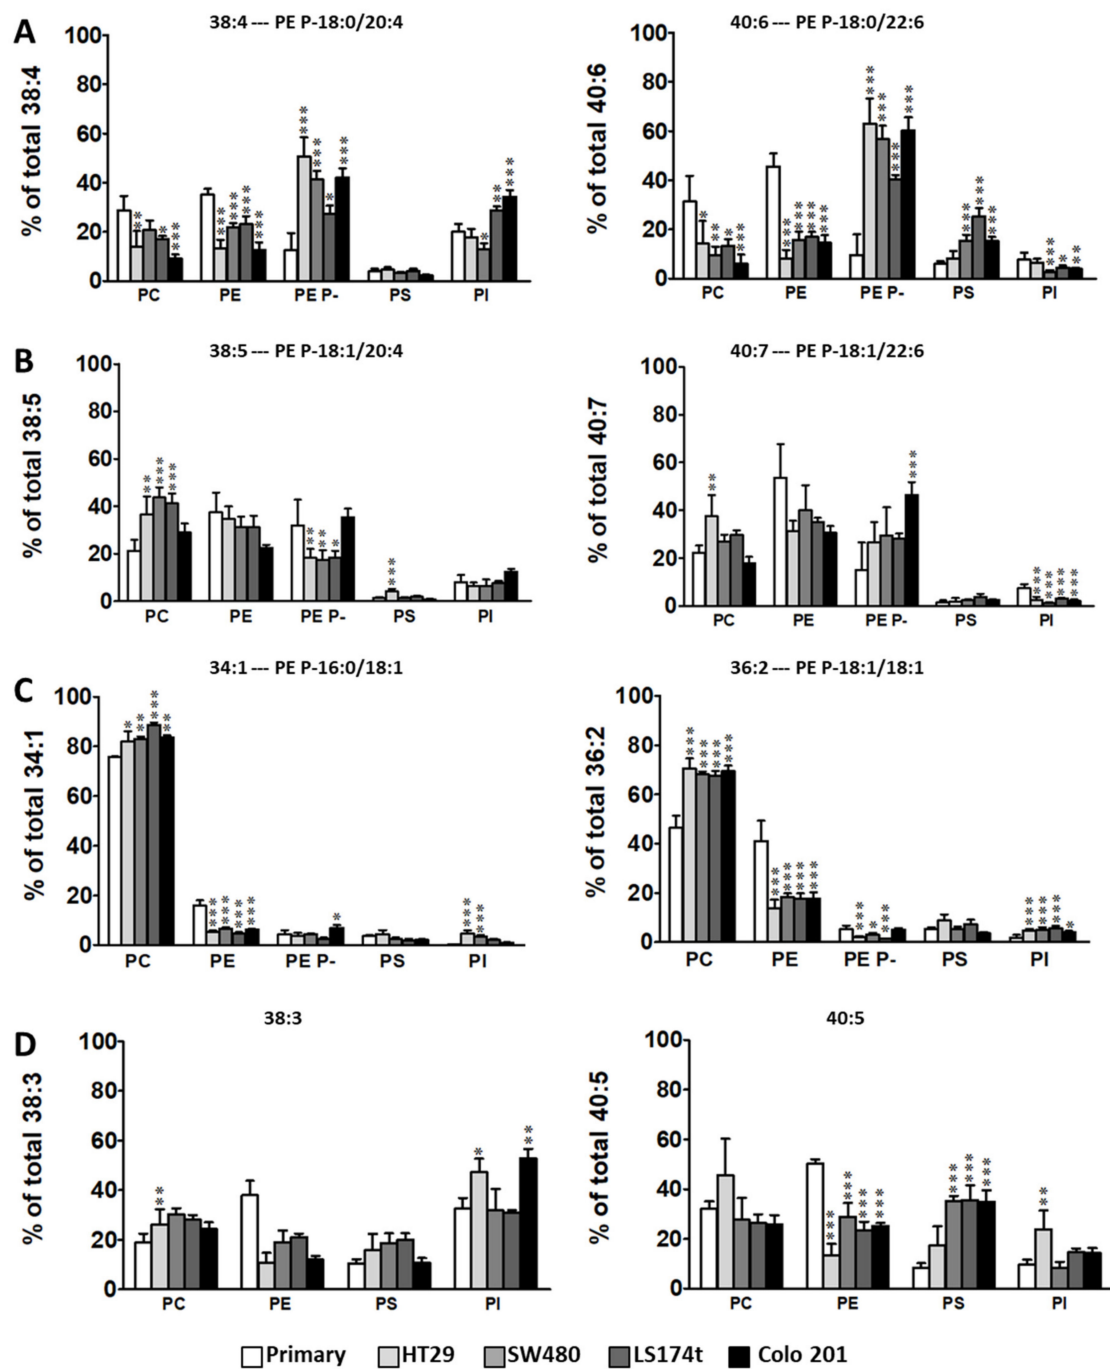 A
38:4 --- PE P-18:0/20:4
% of total 38:4
100
80
60
40
20
0
** * *** *** *** *** *** *** *** * *** * ** ***
PC PE PE P- PS PI
40:6 --- PE P-18:0/22:6
% of total 40:6
100
80
60
40
20
0
* ** * ** *** *** *** *** *** *** *** *** *** *** *** *** * **
PC PE PE P- PS PI
B
38:5 --- PE P-18:1/20:4
% of total 38:5
100
80
60
40
20
0
** *** *** ** ** * ***
PC PE PE P- PS PI
40:7 --- PE P-18:1/22:6
% of total 40:7
100
80
60
40
20
0
** *** *** *** *** ***
PC PE PE P- PS PI
C
34:1 --- PE P-16:0/18:1
% of total 34:1
100
80
60
40
20
0
* ** *** ** *** *** *** *** * *** ***
PC PE PE P- PS PI
36:2 --- PE P-18:1/18:1
% of total 36:2
100
80
60
40
20
0
*** *** *** *** *** *** *** *** *** * *** *** *** *** *
PC PE PE P- PS PI
D
38:3
% of total 38:3
100
80
60
40
20
0
** * **
PC PE PS PI
40:5
% of total 40:5
100
80
60
40
20
0
*** *** *** *** *** *** *** **
PC PE PS PI
Primary HT29 SW480 LS174t Colo 201